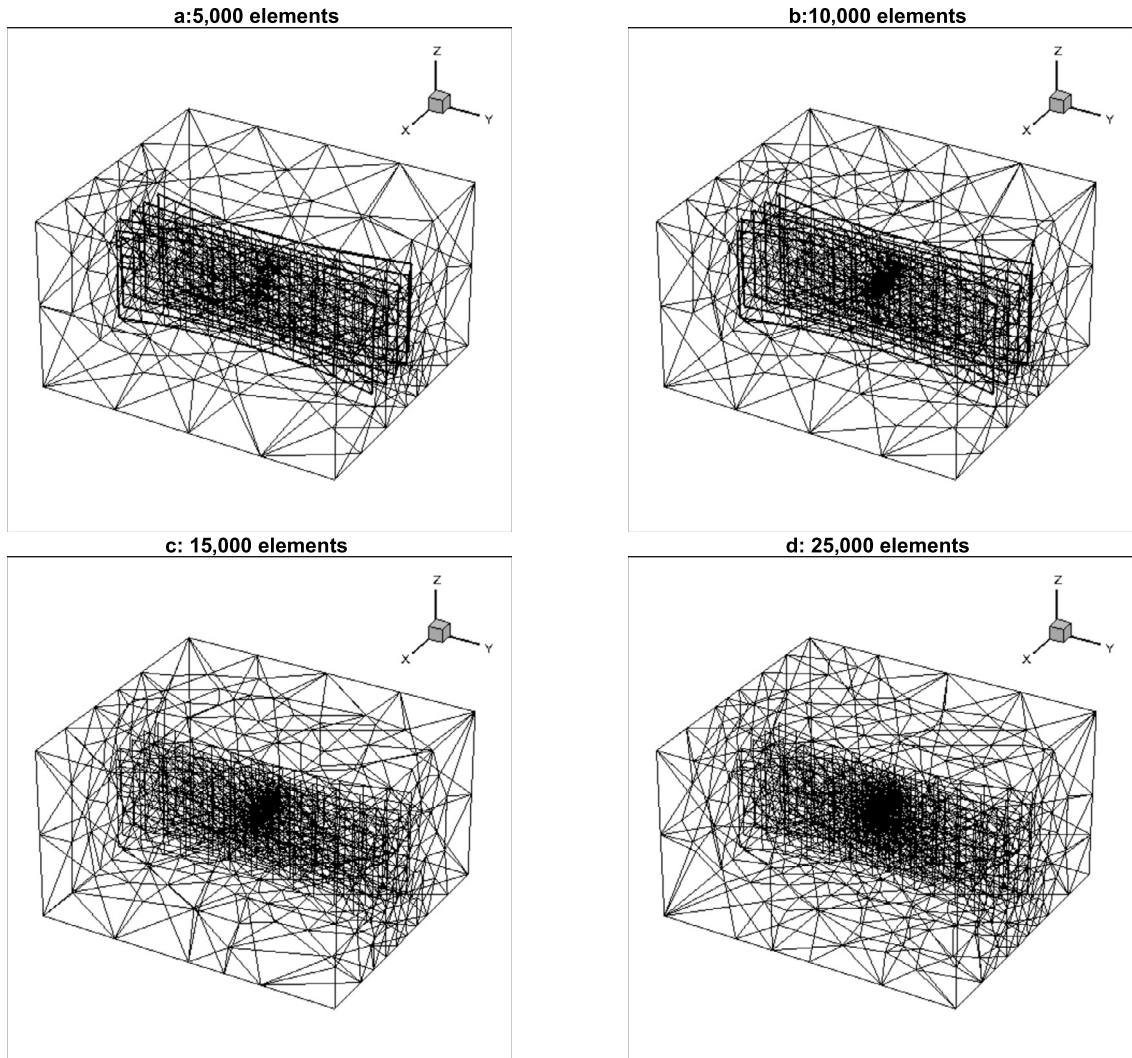 a:5,000 elements
b:10,000 elements
Z
X
Y
Z
X
Y
c: 15,000 elements
d: 25,000 elements
Z
X
Y
Z
X
Y